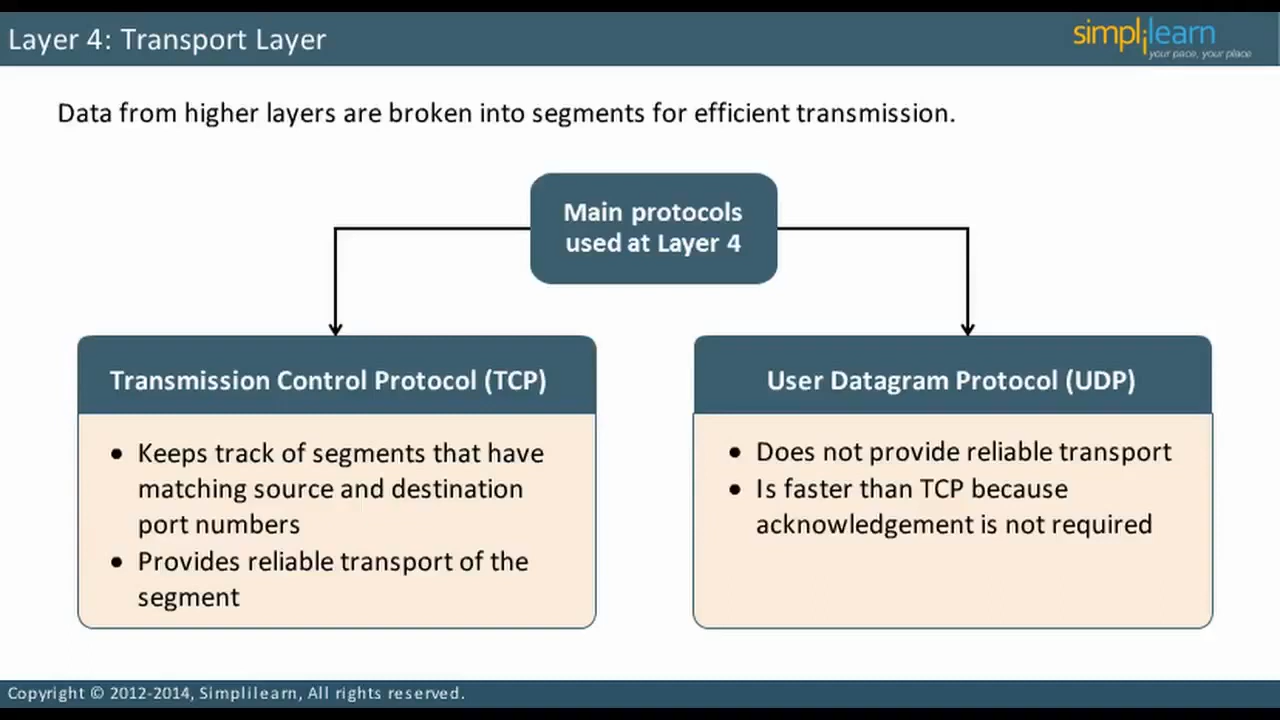 Layer 4: Transport Layer
simplilearn
your pace, your place
Data from higher layers are broken into segments for efficient transmission.
Main protocols
used at Layer 4
Transmission Control Protocol (TCP)
• Keeps track of segments that have
matching source and destination
port numbers
• Provides reliable transport of the
segment
User Datagram Protocol (UDP)
• Does not provide reliable transport
• Is faster than TCP because
acknowledgement is not required
Copyright © 2012-2014, Simplilearn, All rights reserved.